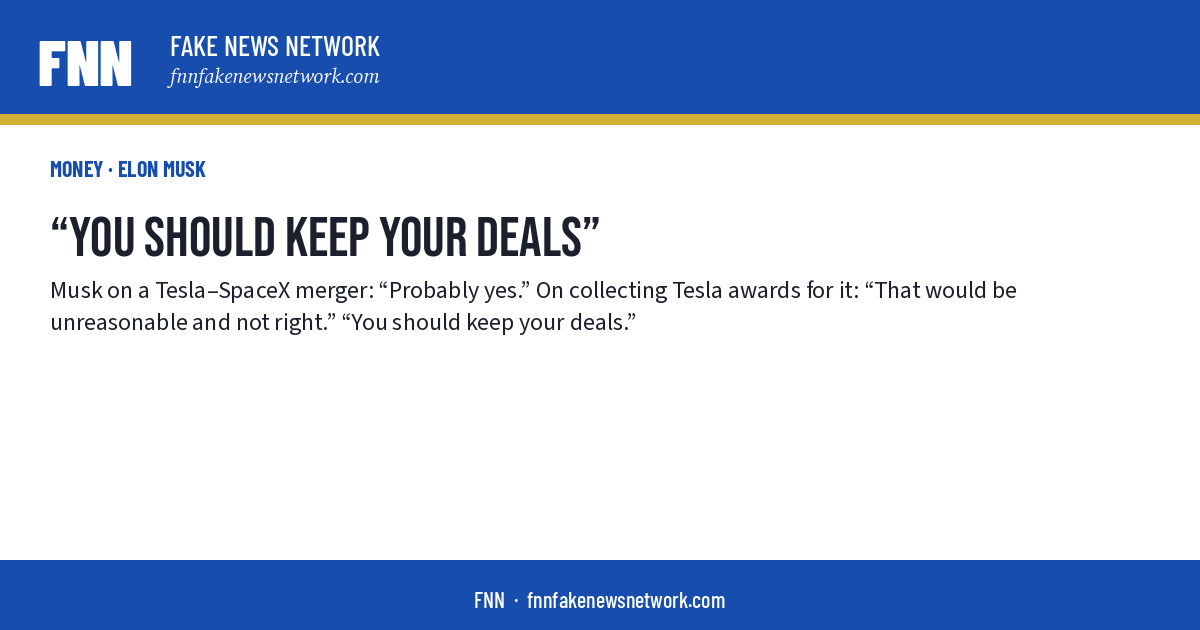 FNN
FAKE NEWS NETWORK
fnnfakenewsnetwork.com
MONEY · ELON MUSK
“YOU SHOULD KEEP YOUR DEALS”
Musk on a Tesla–SpaceX merger: “Probably yes.” On collecting Tesla awards for it: “That would be
unreasonable and not right.” “You should keep your deals.”
FNN · fnnfakenewsnetwork.com